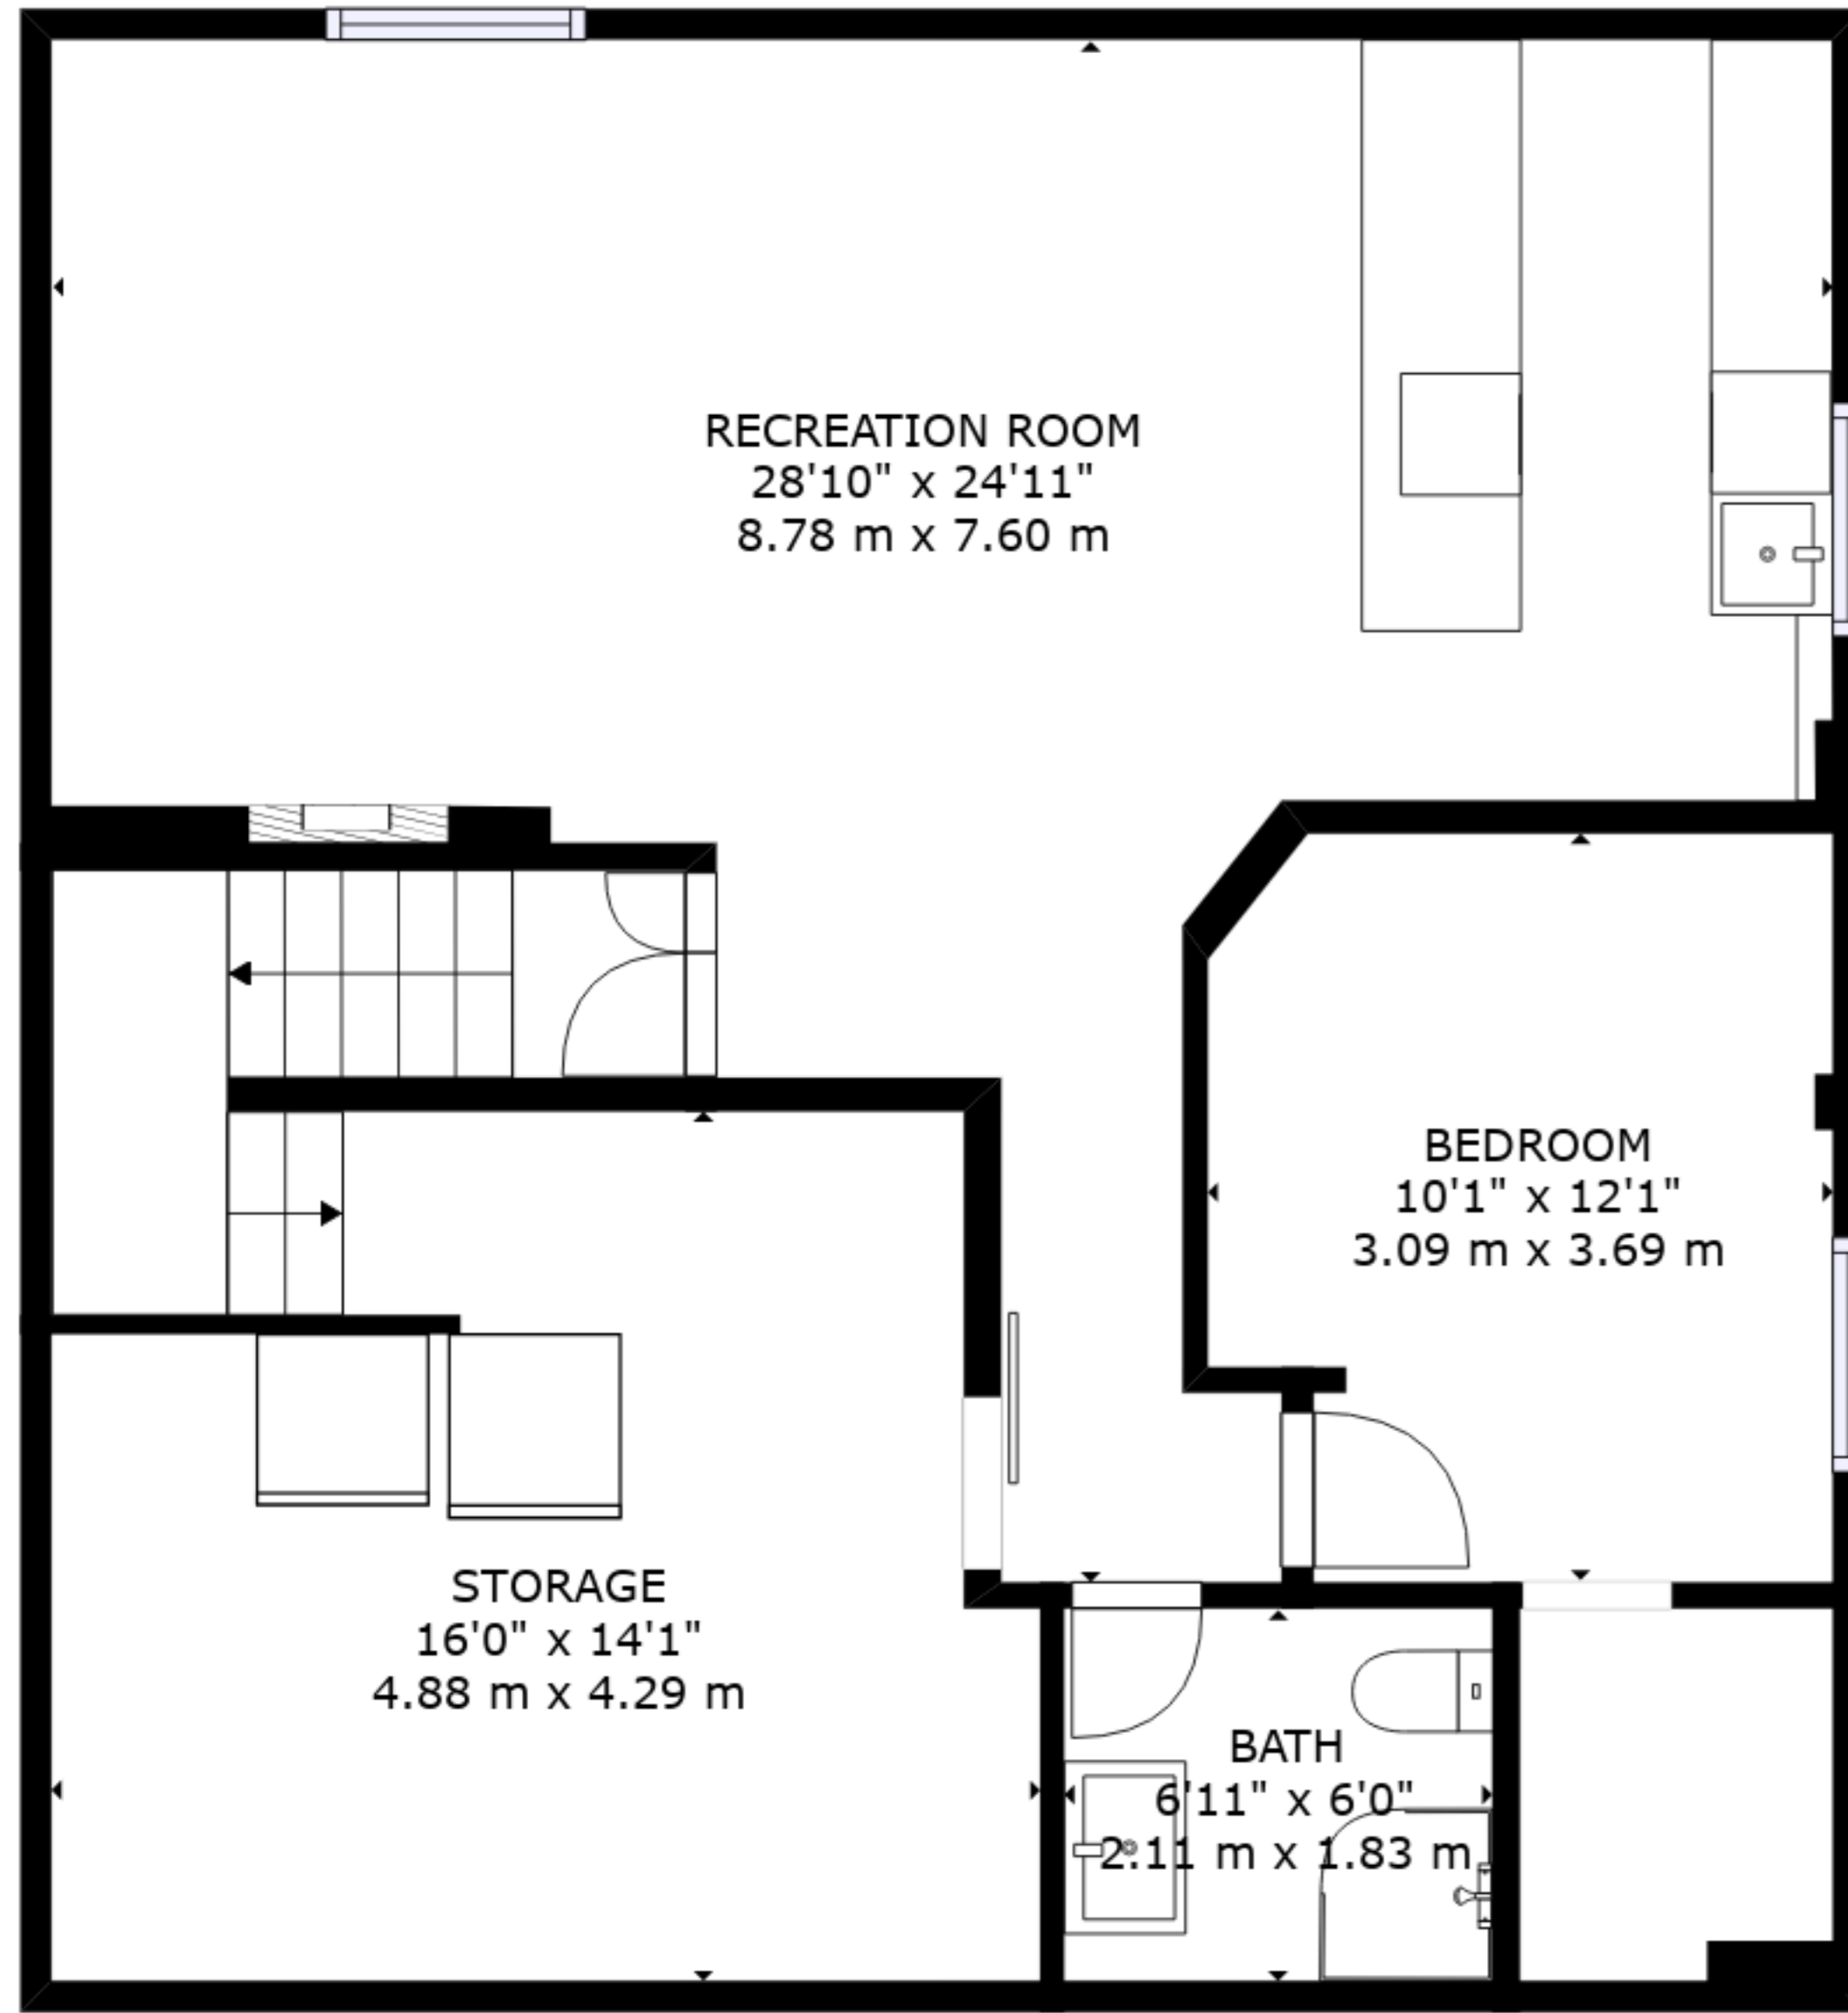 RECREATION ROOM
28'10" x 24'11"
8.78 m x 7.60 m
BEDROOM
10'1" x 12'1"
3.09 m x 3.69 m
STORAGE
16'0" x 14'1"
4.88 m x 4.29 m
BATH
6'11" x 6'0"
2.11 m x 1.83 m